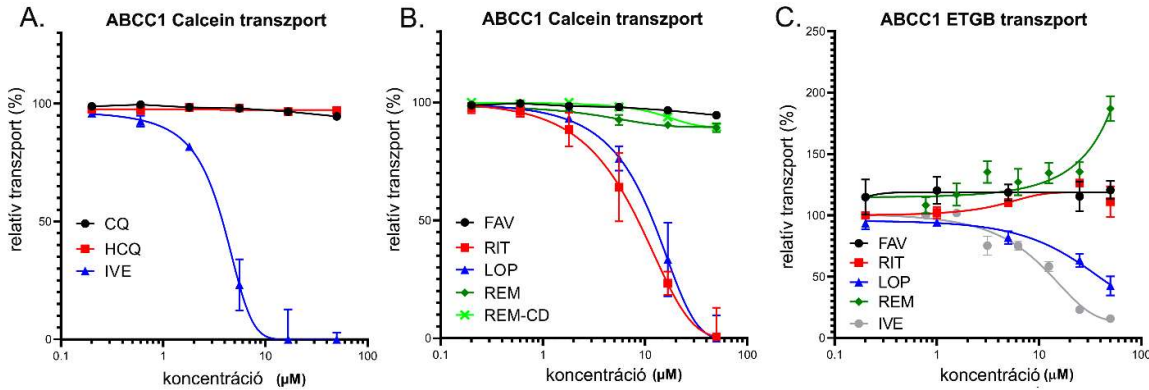 A.
ABCC1 Calcein transzport
relatív transzport (%)
100
50
0
CQ
HCQ
IVE
0.1
1
10
100
koncentráció (µM)
B.
ABCC1 Calcein transzport
relatív transzport (%)
100
50
0
FAV
RIT
LOP
REM
REM-CD
0.1
1
10
100
koncentráció (µM)
C.
ABCC1 ETGB transzport
relatív transzport (%)
250
200
150
100
50
0
FAV
RIT
LOP
REM
IVE
0.1
1
10
100
koncentráció (µM)